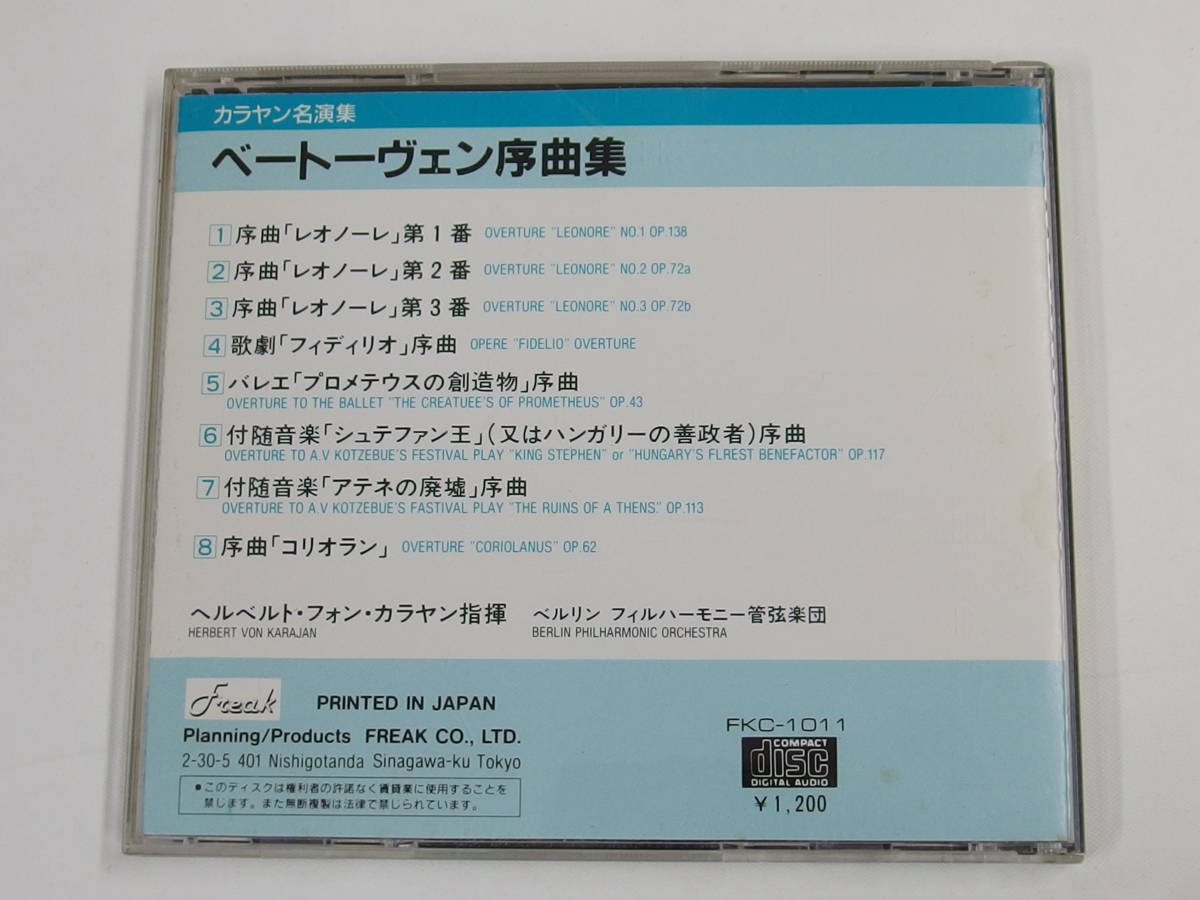 カラヤン名演集
ベートーヴェン序曲集
1 序曲「レオノーレ」第1番 OVERTURE "LEONORE" NO.1 OP.138
2 序曲「レオノーレ」第2番 OVERTURE "LEONORE" NO.2 OP.72a
3 序曲「レオノーレ」第3番 OVERTURE "LEONORE" NO.3 OP.72b
4 歌劇「フィディリオ」序曲 OPERE "FIDELIO" OVERTURE
5 バレエ「プロメテウスの創造物」序曲
OVERTURE TO THE BALLET "THE CREATUEE'S OF PROMETHEUS" OP.43
6 付随音楽「シュテファン王」(又はハンガリーの善政者)序曲
OVERTURE TO A.V KOTZEBUE'S FESTIVAL PLAY "KING STEPHEN" or "HUNGARY'S FLREST BENEFACTOR" OP.117
7 付随音楽「アテネの廃墟」序曲
OVERTURE TO A.V KOTZEBUE'S FASTIVAL PLAY "THE RUINS OF A THENS." OP.113
8 序曲「コリオラン」 OVERTURE "CORIOLANUS" OP.62
ヘルベルト・フォン・カラヤン指揮 ベルリン フィルハーモニー管弦楽団
HERBERT VON KARAJAN BERLIN PHILHARMONIC ORCHESTRA
Freak PRINTED IN JAPAN
Planning/Products FREAK CO., LTD.
2-30-5 401 Nishigotanda Sinagawa-ku Tokyo
●このディスクは権利者の許諾なく賃貸業に使用することを
禁じます。また無断複製は法律で禁じられています。
FKC-1011
COMPACT
disc
DIGITAL AUDIO
¥1,200